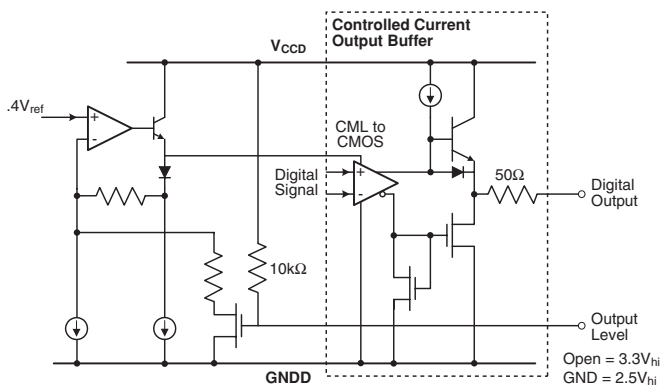 Controlled Current
Output Buffer
VCCD
.4Vref
+
-
CML to
CMOS
Digital
Signal
+
-
50Ω
Digital
Output
10kΩ
Output
Level
Open = 3.3Vhi
GND = 2.5Vhi
GNDD